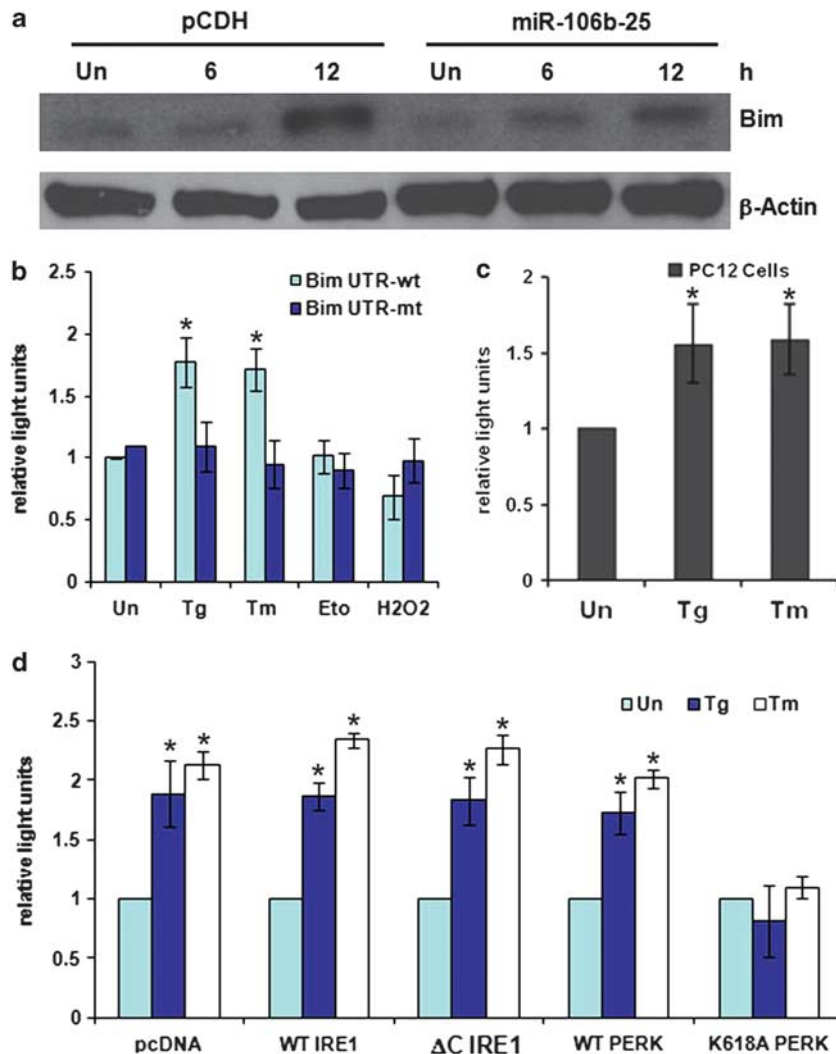 a
pCDH miR-106b-25
Un 6 12 Un 6 12 h
Bim
β-Actin
b
relative light units
2.5
2
1.5
1
0.5
0
Bim UTR-wt
Bim UTR-mt
* *
Un Tg Tm Eto H2O2
c
relative light units
2
1.5
1
0.5
0
PC12 Cells
* *
Un Tg Tm
d
relative light units
3
2.5
2
1.5
1
0.5
0
Un Tg Tm
* * * * * * * *
pcDNA WT IRE1 ΔC IRE1 WT PERK K618A PERK